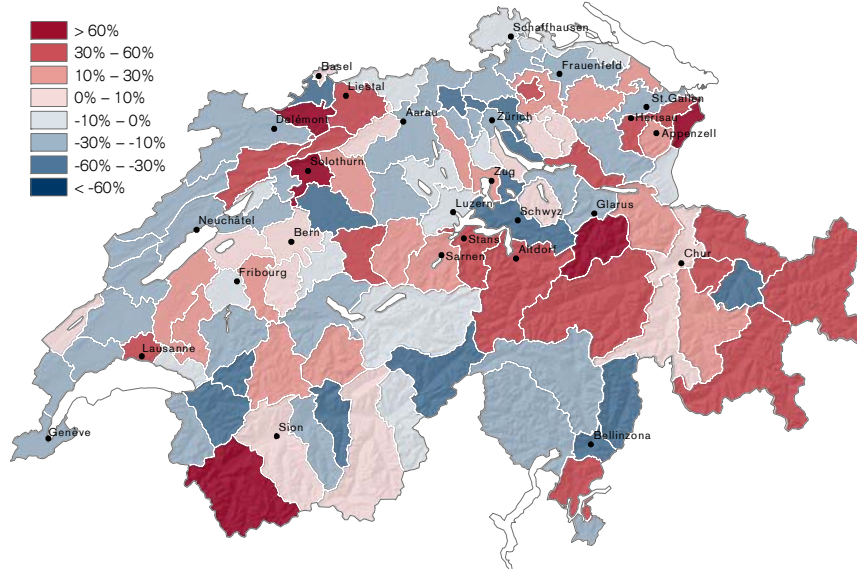 > 60%
30% – 60%
10% – 30%
0% – 10%
-10% – 0%
-30% – -10%
-60% – -30%
< -60%
Schaffhausen
Basel
Frauenfeld
Liestal
St.Gallen
Aarau
Zürich
Herisau
Delémont
Appenzell
Solothurn
Zug
Luzern
Glarus
Schwyz
Neuchâtel
Bern
Stans
Chur
Sarnen
Altdorf
Fribourg
Lausanne
Sion
Genève
Bellinzona